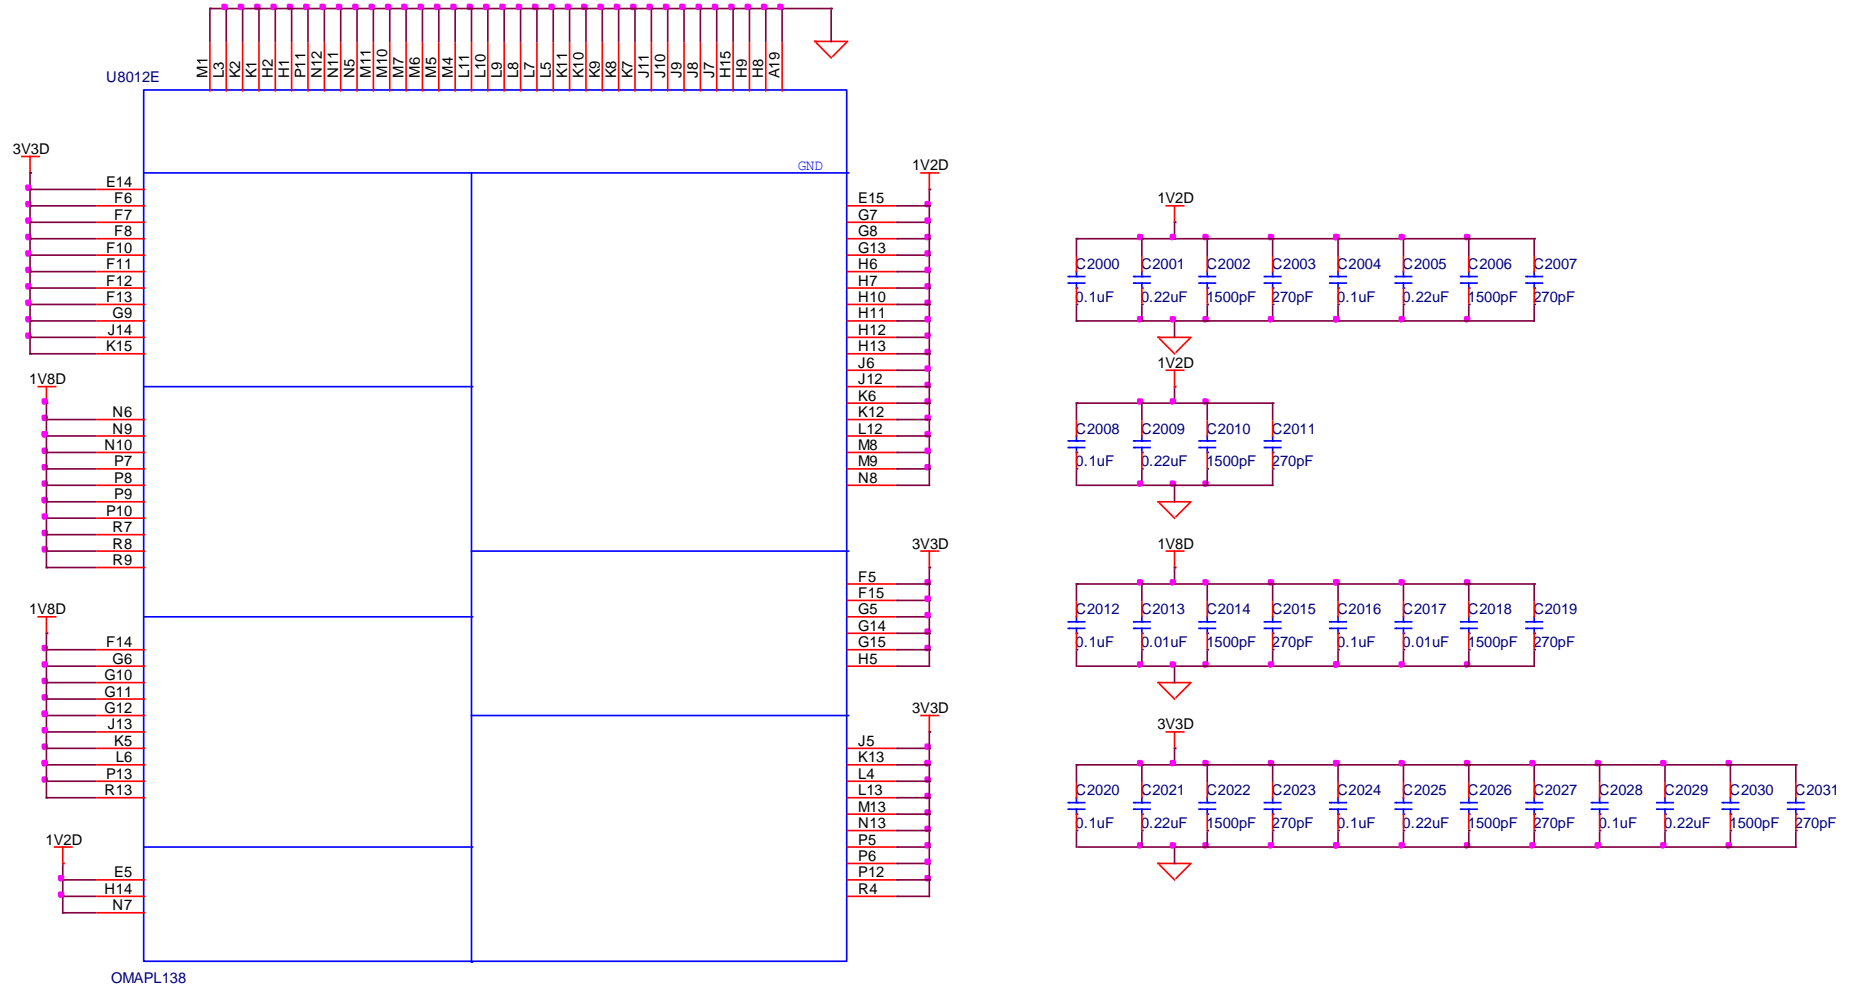 M1 L3 K2 K1 H2 H1 P11 N12 N11 N5 M11 M10 M7 M6 M5 M4 L11 L10 L9 L8 L7 L5 K11 K10 K9 K8 K7 J11 J10 J9 J8 J7 H15 H9 H8 A19
U8012E
GND
3V3D
E14
F6
F7
F8
F10
F11
F12
F13
G9
J14
K15
1V8D
N6
N9
N10
P7
P8
P9
P10
R7
R8
R9
1V8D
F14
G6
G10
G11
G12
J13
K5
L6
P13
R13
1V2D
E5
H14
N7
1V2D
E15
G7
G8
G13
H6
H7
H10
H11
H12
H13
J6
J12
K6
K12
L12
M8
M9
N8
3V3D
F5
F15
G5
G14
G15
H5
3V3D
J5
K13
L4
L13
M13
N13
P5
P6
P12
R4
OMAPL138
1V2D
C2000 C2001 C2002 C2003 C2004 C2005 C2006 C2007
0.1uF 0.22uF 1500pF 270pF 0.1uF 0.22uF 1500pF 270pF
1V2D
C2008 C2009 C2010 C2011
0.1uF 0.22uF 1500pF 270pF
1V8D
C2012 C2013 C2014 C2015 C2016 C2017 C2018 C2019
0.1uF 0.01uF 1500pF 270pF 0.1uF 0.01uF 1500pF 270pF
3V3D
C2020 C2021 C2022 C2023 C2024 C2025 C2026 C2027 C2028 C2029 C2030 C2031
0.1uF 0.22uF 1500pF 270pF 0.1uF 0.22uF 1500pF 270pF 0.1uF 0.22uF 1500pF 270pF